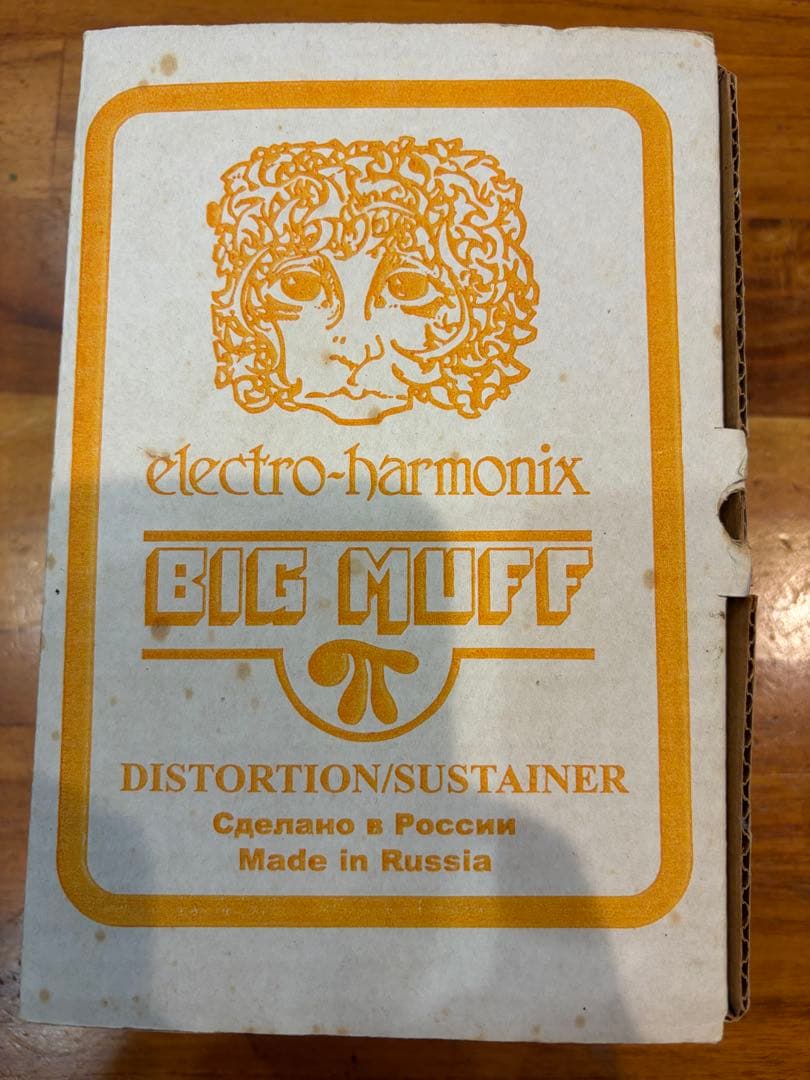 electro-harmonix
BIG MUFF
π
DISTORTION/SUSTAINER
Сделано в России
Made in Russia